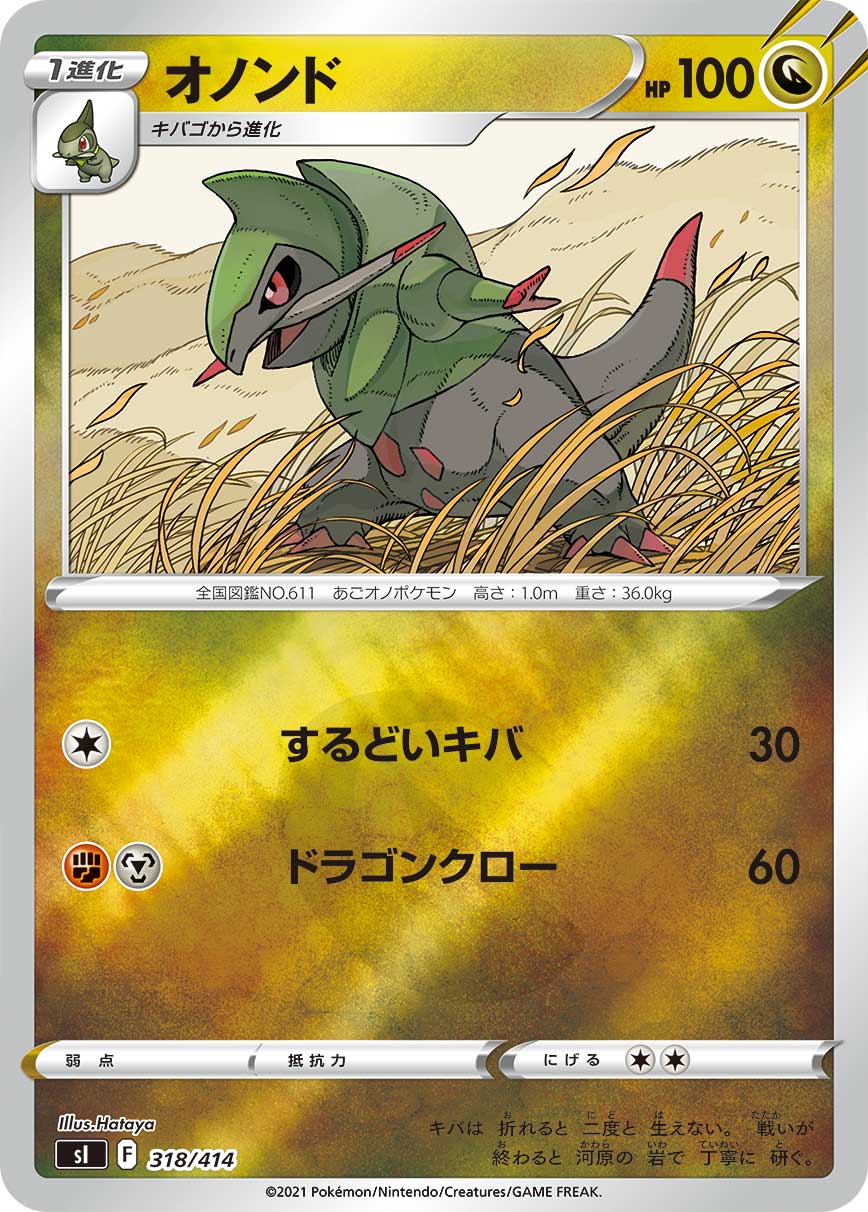 1進化
オノンド
HP 100
キバゴから進化
全国図鑑NO.611 あごオノポケモン 高さ:1.0m 重さ:36.0kg
するどいキバ 30
ドラゴンクロー 60
弱点 抵抗力 にげる
Illus.Hataya
キバは 折れると 二度と 生えない。 戦いが
終わると 河原の 岩で 丁寧に 研ぐ。
sI F 318/414
©2021 Pokémon/Nintendo/Creatures/GAME FREAK.